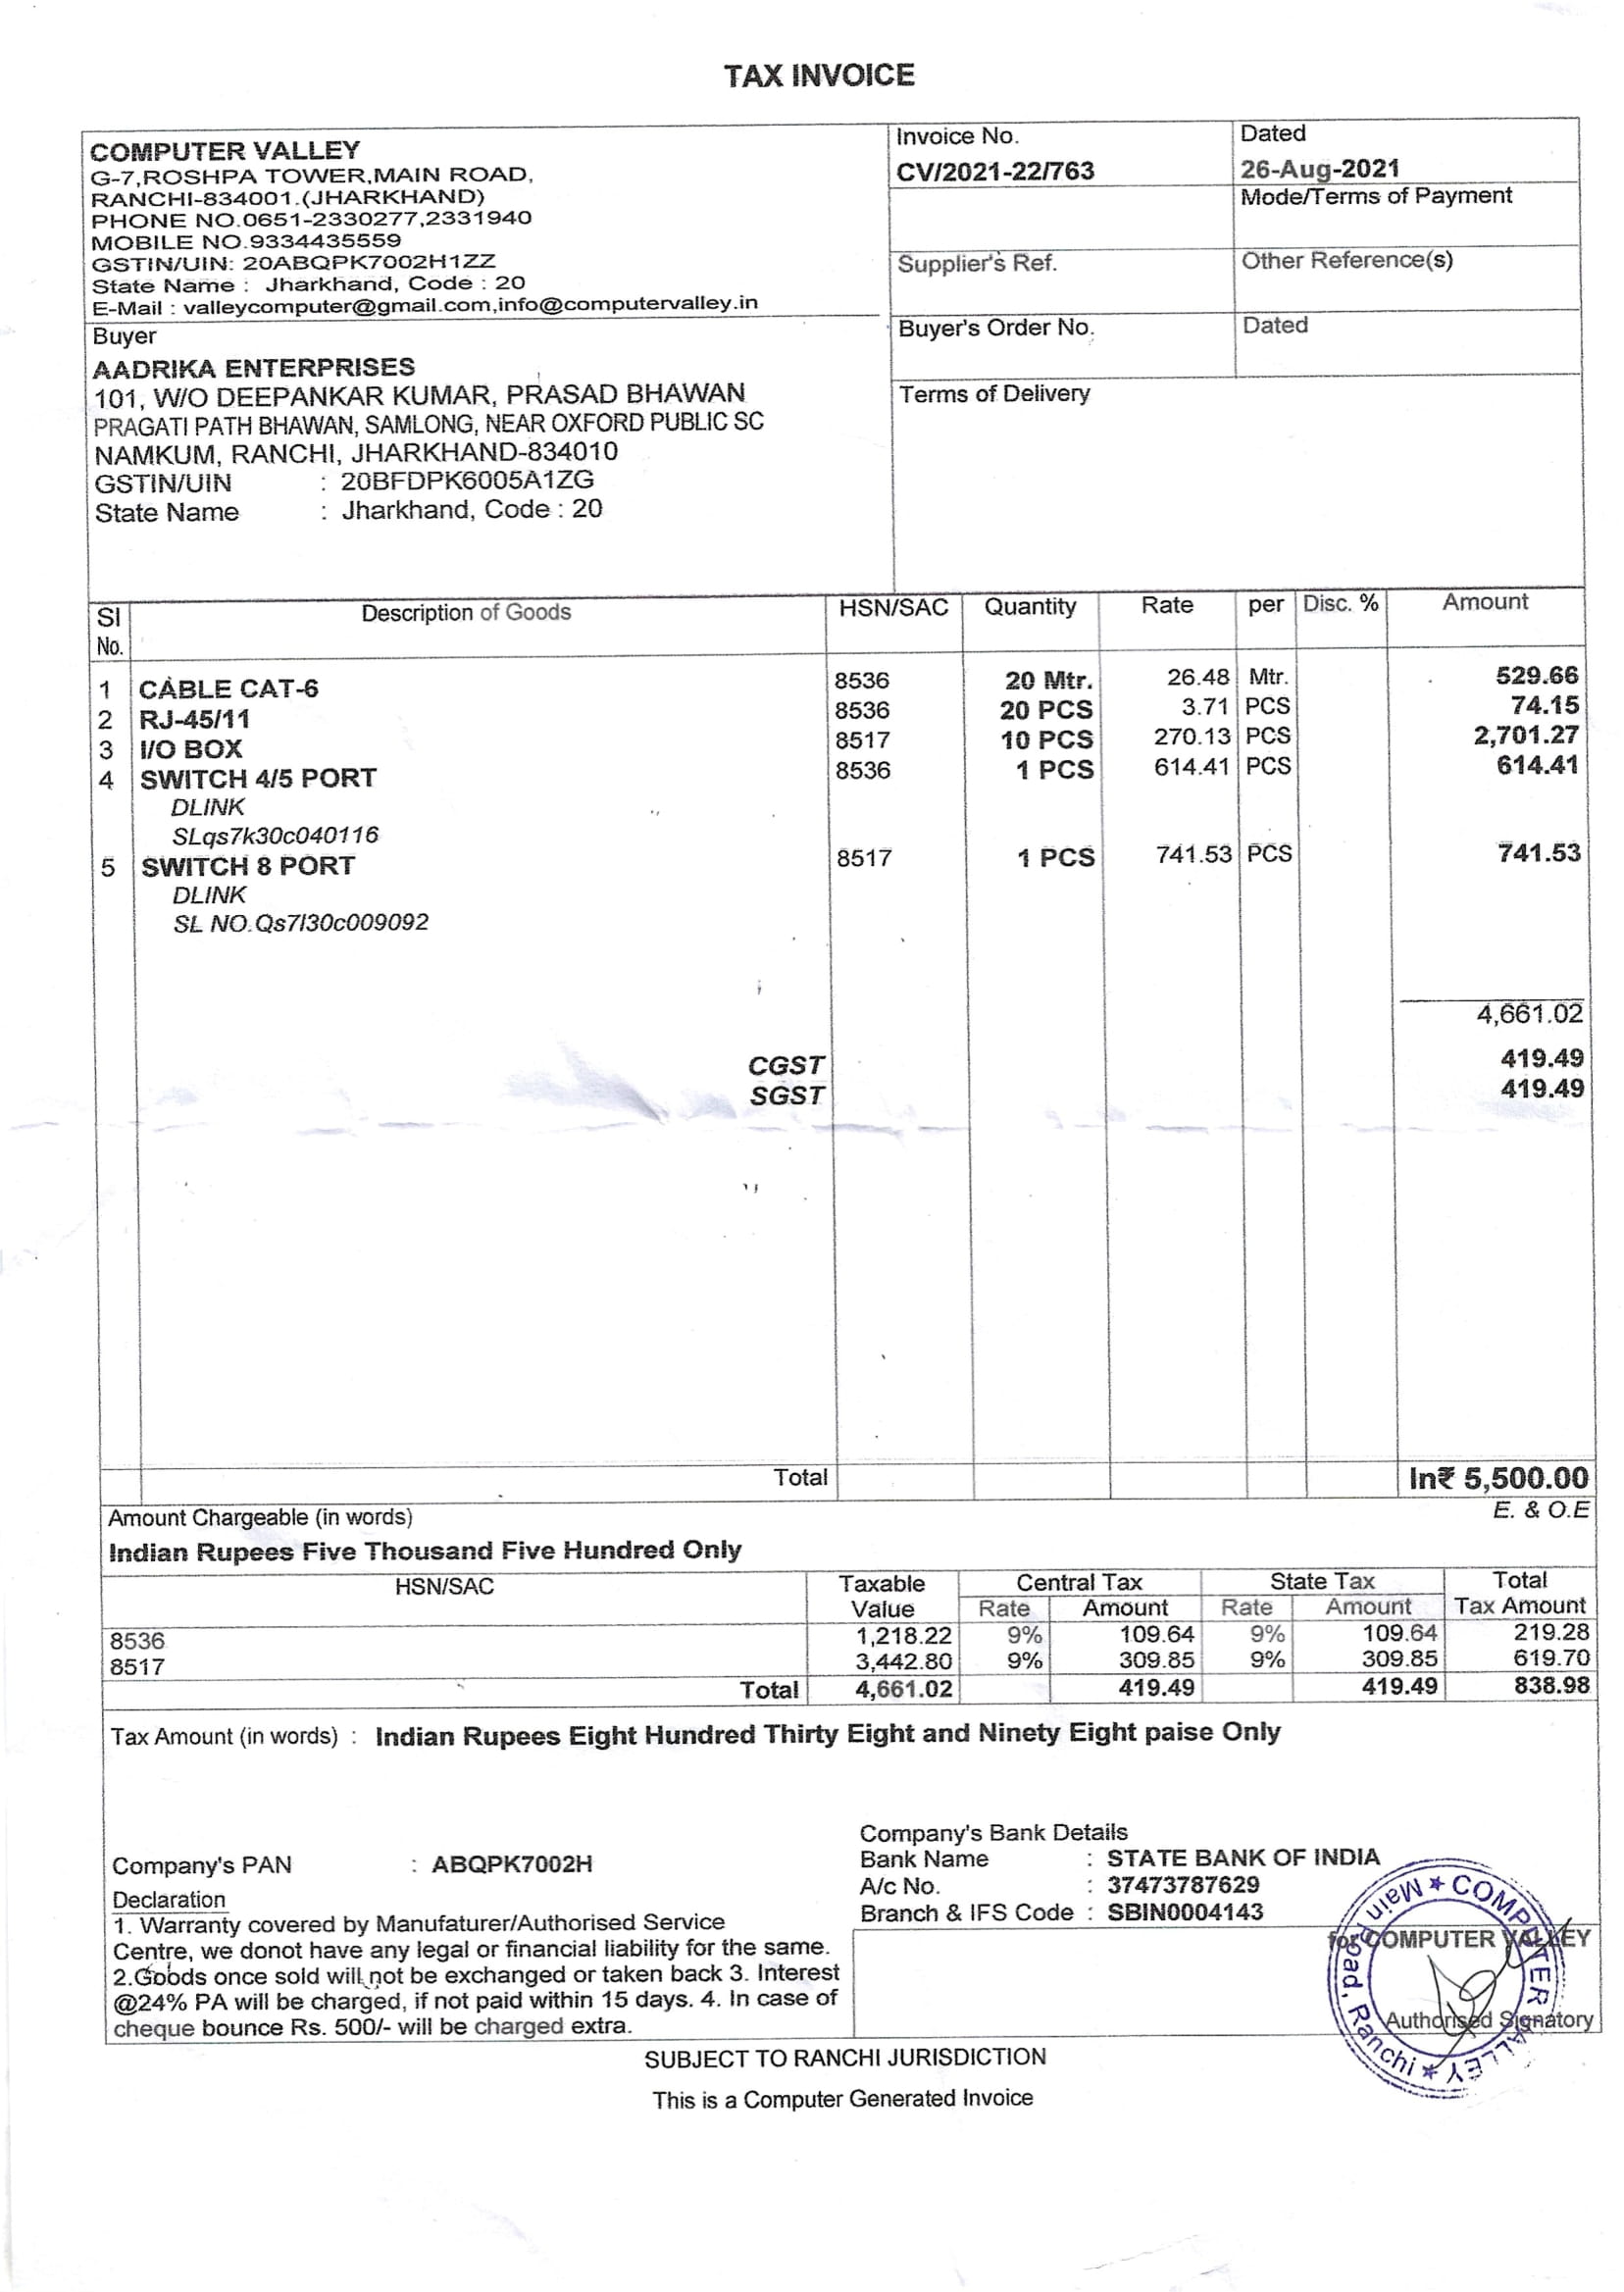 TAX INVOICE
COMPUTER VALLEY
G-7,ROSHPA TOWER,MAIN ROAD,
RANCHI-834001.(JHARKHAND)
PHONE NO.0651-2330277,2331940
MOBILE NO.9334435559
GSTIN/UIN: 20ABQPK7002H1ZZ
State Name : Jharkhand, Code : 20
E-Mail : valleycomputer@gmail.com,info@computervalley.in
Invoice No.
CV/2021-22/763
Dated
26-Aug-2021
Mode/Terms of Payment
Supplier's Ref.
Other Reference(s)
Buyer
AADRIKA ENTERPRISES
101, W/O DEEPANKAR KUMAR, PRASAD BHAWAN
PRAGATI PATH BHAWAN, SAMLONG, NEAR OXFORD PUBLIC SC
NAMKUM, RANCHI, JHARKHAND-834010
GSTIN/UIN : 20BFDPK6005A1ZG
State Name : Jharkhand, Code : 20
Buyer's Order No.
Dated
Terms of Delivery
Sl No. Description of Goods HSN/SAC Quantity Rate per Disc. % Amount
1 CABLE CAT-6 8536 20 Mtr. 26.48 Mtr. 529.66
2 RJ-45/11 8536 20 PCS 3.71 PCS 74.15
3 I/O BOX 8517 10 PCS 270.13 PCS 2,701.27
4 SWITCH 4/5 PORT 8536 1 PCS 614.41 PCS 614.41
DLINK
SLqs7k30c040116
5 SWITCH 8 PORT 8517 1 PCS 741.53 PCS 741.53
DLINK
SL NO.Qs7l30c009092
4,661.02
CGST 419.49
SGST 419.49
Total In₹ 5,500.00
Amount Chargeable (in words) E. & O.E
Indian Rupees Five Thousand Five Hundred Only
HSN/SAC Taxable Value Central Tax State Tax Total Tax Amount
Rate Amount Rate Amount
8536 1,218.22 9% 109.64 9% 109.64 219.28
8517 3,442.80 9% 309.85 9% 309.85 619.70
Total 4,661.02 419.49 419.49 838.98
Tax Amount (in words) : Indian Rupees Eight Hundred Thirty Eight and Ninety Eight paise Only
Company's Bank Details
Bank Name : STATE BANK OF INDIA
A/c No. : 37473787629
Branch & IFS Code : SBIN0004143
Company's PAN : ABQPK7002H
Declaration
1. Warranty covered by Manufaturer/Authorised Service
Centre, we donot have any legal or financial liability for the same.
2.Goods once sold will not be exchanged or taken back 3. Interest
@24% PA will be charged, if not paid within 15 days. 4. In case of
cheque bounce Rs. 500/- will be charged extra.
for COMPUTER VALLEY
Authorised Signatory
COMPUTER VALLEY ★ Main Road, Ranchi ★
SUBJECT TO RANCHI JURISDICTION
This is a Computer Generated Invoice